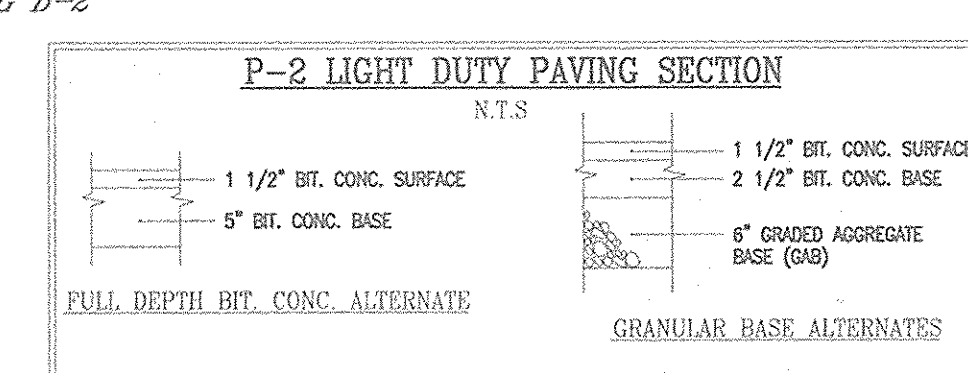 P-2 LIGHT DUTY PAVING SECTION
N.T.S
1 1/2" BIT. CONC. SURFACE
5" BIT. CONC. BASE
FULL DEPTH BIT. CONC. ALTERNATE
1 1/2" BIT. CONC. SURFACE
2 1/2" BIT. CONC. BASE
6" GRADED AGGREGATE
BASE (GAB)
GRANULAR BASE ALTERNATES